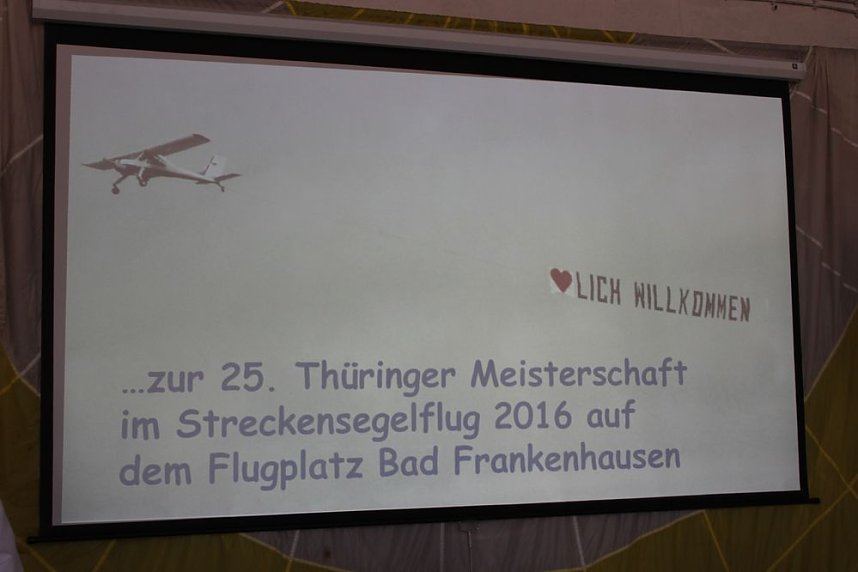 ❤LICH WILLKOMMEN
...zur 25. Thüringer Meisterschaft
im Streckensegelflug 2016 auf
dem Flugplatz Bad Frankenhausen